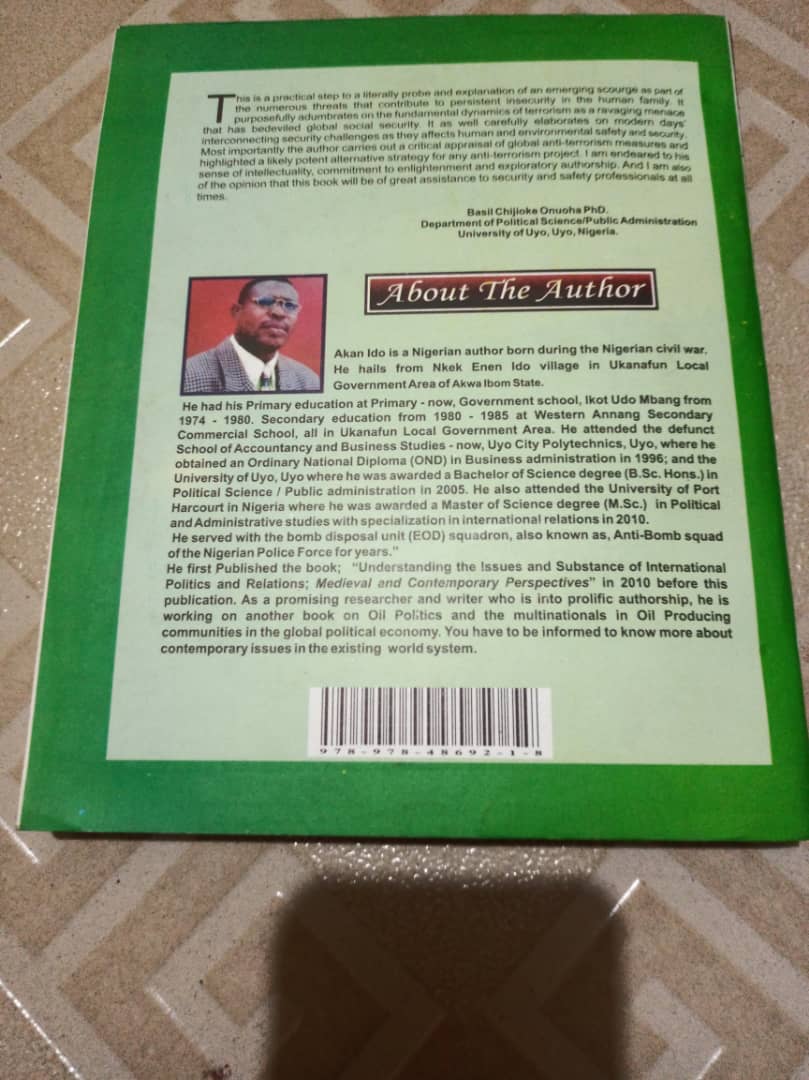 This is a practical step to a literally probe and explanation of an emerging scourge as part of
the numerous threats that contribute to persistent insecurity in the human family. It
purposefully adumbrates on the fundamental dynamics of terrorism as a ravaging menace
that has bedeviled global social security. It as well carefully elaborates on modern days'
interconnecting security challenges as they affects human and environmental safety and security.
Most importantly the author carries out a critical appraisal of global anti-terrorism measures and
highlighted a likely potent alternative strategy for any anti-terrorism project. I am endeared to his
sense of intellectuality, commitment to enlightenment and exploratory authorship. And I am also
of the opinion that this book will be of great assistance to security and safety professionals at all
times.
Basil Chijioke Onuoha PhD.
Department of Political Science/Public Administration
University of Uyo, Uyo, Nigeria.
About The Author
Akan Ido is a Nigerian author born during the Nigerian civil war.
He hails from Nkek Enen Ido village in Ukanafun Local
Government Area of Akwa Ibom State.
He had his Primary education at Primary - now, Government school, Ikot Udo Mbang from
1974 - 1980. Secondary education from 1980 - 1985 at Western Annang Secondary
Commercial School, all in Ukanafun Local Government Area. He attended the defunct
School of Accountancy and Business Studies - now, Uyo City Polytechnics, Uyo, where he
obtained an Ordinary National Diploma (OND) in Business administration in 1996; and the
University of Uyo, Uyo where he was awarded a Bachelor of Science degree (B.Sc. Hons.) in
Political Science / Public administration in 2005. He also attended the University of Port
Harcourt in Nigeria where he was awarded a Master of Science degree (M.Sc.) in Political
and Administrative studies with specialization in international relations in 2010.
He served with the bomb disposal unit (EOD) squadron, also known as, Anti-Bomb squad
of the Nigerian Police Force for years."
He first Published the book; "Understanding the Issues and Substance of International
Politics and Relations; Medieval and Contemporary Perspectives" in 2010 before this
publication. As a promising researcher and writer who is into prolific authorship, he is
working on another book on Oil Politics and the multinationals in Oil Producing
communities in the global political economy. You have to be informed to know more about
contemporary issues in the existing world system.
978-978-48692-1-8